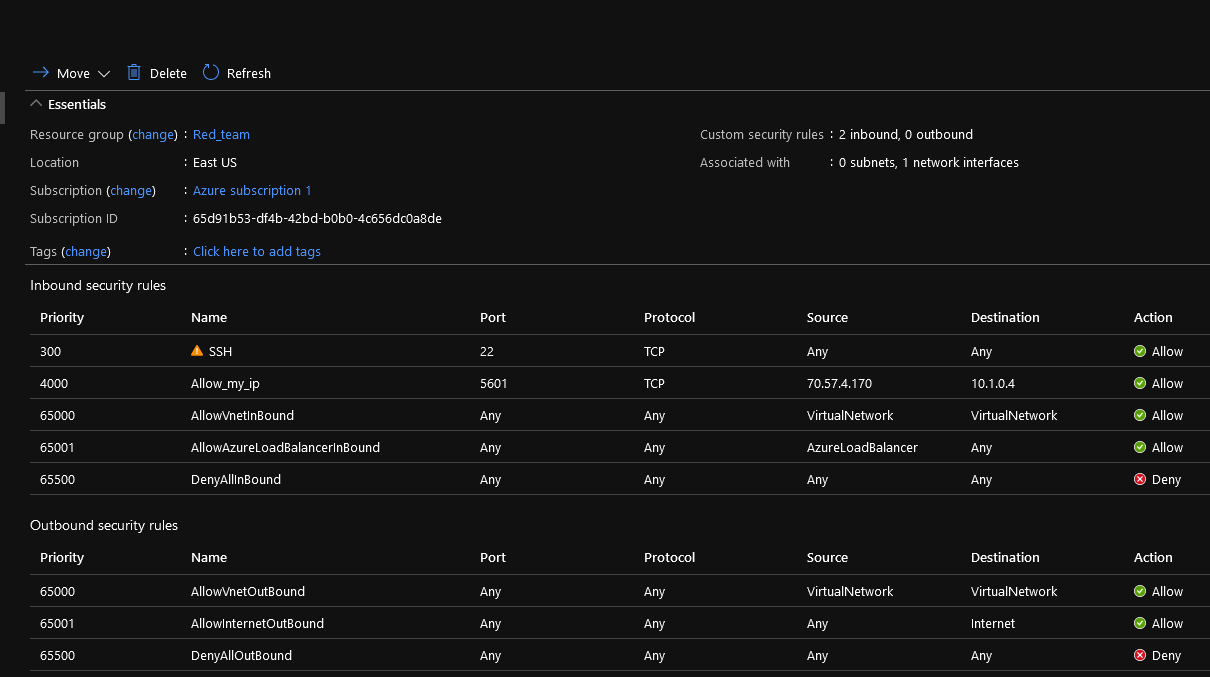 Move Delete Refresh
Essentials
Resource group (change) : Red_team Custom security rules : 2 inbound, 0 outbound
Location : East US Associated with : 0 subnets, 1 network interfaces
Subscription (change) : Azure subscription 1
Subscription ID : 65d91b53-df4b-42bd-b0b0-4c656dc0a8de
Tags (change) : Click here to add tags
Inbound security rules
Priority Name Port Protocol Source Destination Action
300 SSH 22 TCP Any Any Allow
4000 Allow_my_ip 5601 TCP 70.57.4.170 10.1.0.4 Allow
65000 AllowVnetInBound Any Any VirtualNetwork VirtualNetwork Allow
65001 AllowAzureLoadBalancerInBound Any Any AzureLoadBalancer Any Allow
65500 DenyAllInBound Any Any Any Any Deny
Outbound security rules
Priority Name Port Protocol Source Destination Action
65000 AllowVnetOutBound Any Any VirtualNetwork VirtualNetwork Allow
65001 AllowInternetOutBound Any Any Any Internet Allow
65500 DenyAllOutBound Any Any Any Any Deny